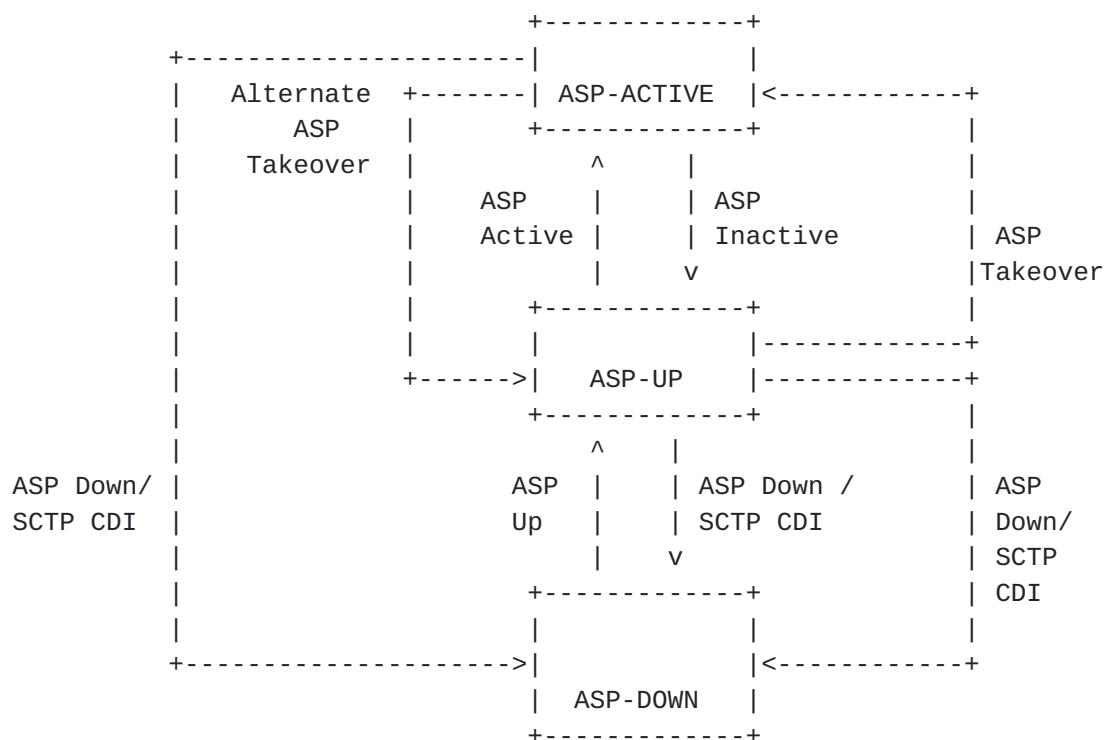 +-------------+
            +----------------------|             |
            |   Alternate  +-------| ASP-ACTIVE  |<------------+
            |       ASP    |       +-------------+             |
            |    Takeover  |           ^     |                 |
            |              |    ASP    |     | ASP             |
            |              |    Active |     | Inactive        | ASP
            |              |           |     v                 |Takeover
            |              |       +-------------+             |
            |              |       |             |-------------+
            |              +------>|   ASP-UP    |-------------+
            |                      +-------------+             |
            |                          ^    |                  |
 ASP Down/  |                     ASP  |    | ASP Down /       | ASP
 SCTP CDI   |                     Up   |    | SCTP CDI         | Down/
            |                          |    v                  | SCTP
            |                      +-------------+             | CDI
            |                      |             |             |
            +--------------------->|             |<------------+
                                   |  ASP-DOWN   |
                                   +-------------+